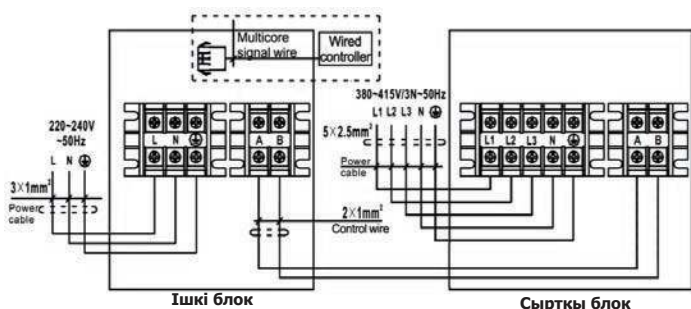 Multicore
signal wire
Wired
controller
380~415V/3N~50Hz
L1 L2 L3 N
220~240V
~50Hz
L N
5×2.5mm²
Power
cable
L N
A B
L1 L2 L3 N
A B
3×1mm²
Power
cable
2×1mm²
Control wire
Ішкі блок
Сыртқы блок